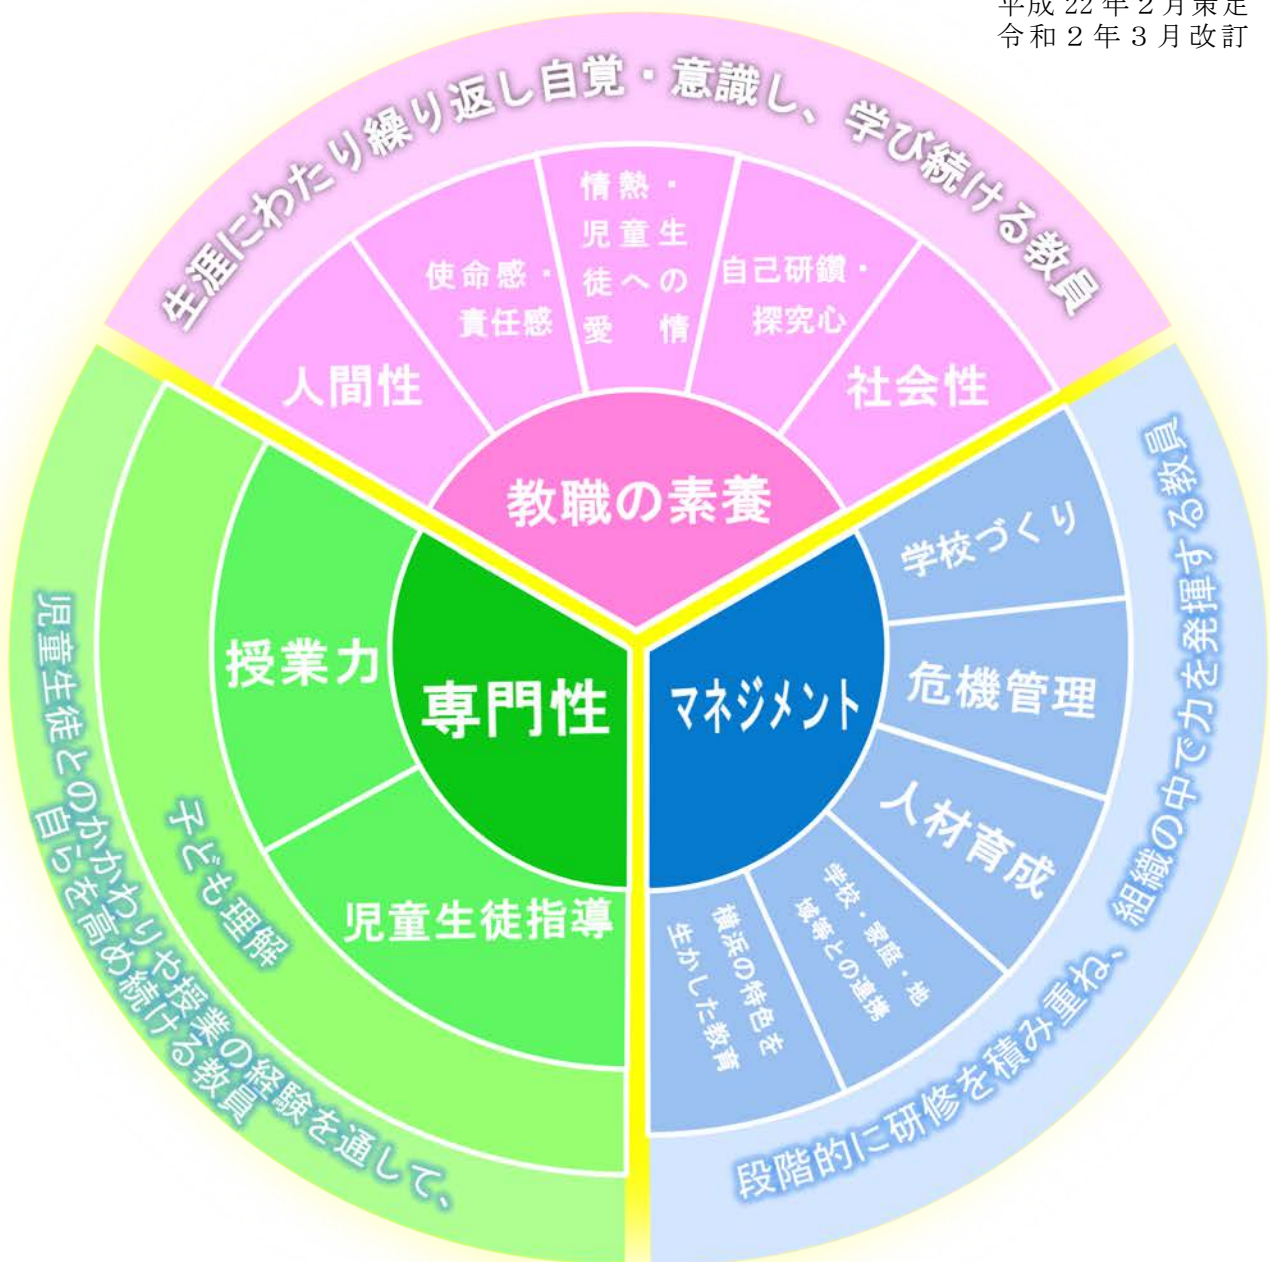 平成 22 年 2 月策定
令和 2 年 3 月改訂
生涯にわたり繰り返し自覚・意識し、学び続ける教員
人間性
使命感・
責任感
情熱・
児童生
徒への
愛情
自己研鑽・
探究心
社会性
教職の素養
専門性
授業力
児童生徒指導
子ども理解
児童生徒とのかかわりや授業の経験を通して、
自らを高め続ける教員
マネジメント
学校づくり
危機管理
人材育成
学校・家庭・地
域等との連携
横浜の特色を
生かした教育
段階的に研修を積み重ね、組織の中で力を発揮する教員